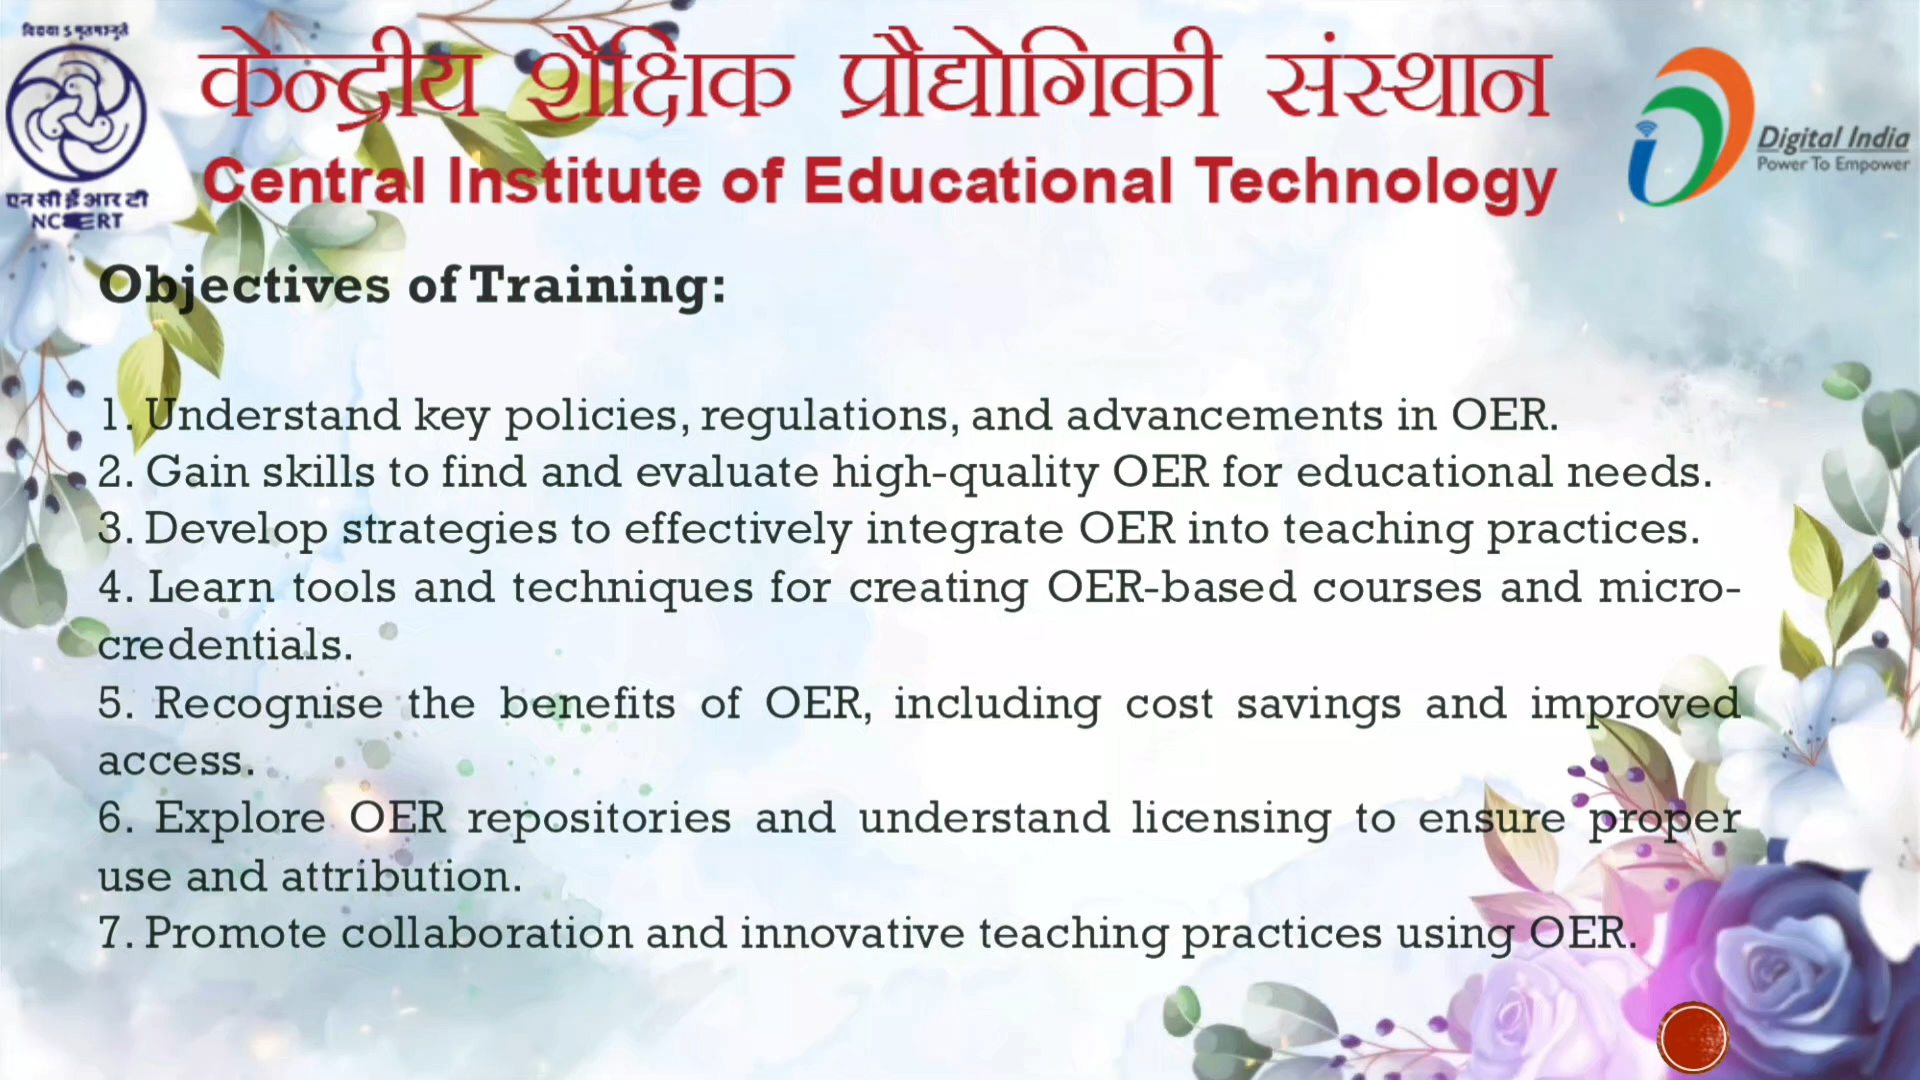 केन्द्रीय शैक्षिक प्रौद्योगिकी संस्थान
Central Institute of Educational Technology
एन सी ई आर टी
NCERT
Digital India
Power To Empower
Objectives of Training:
1. Understand key policies, regulations, and advancements in OER.
2. Gain skills to find and evaluate high-quality OER for educational needs.
3. Develop strategies to effectively integrate OER into teaching practices.
4. Learn tools and techniques for creating OER-based courses and micro-
credentials.
5. Recognise the benefits of OER, including cost savings and improved
access.
6. Explore OER repositories and understand licensing to ensure proper
use and attribution.
7. Promote collaboration and innovative teaching practices using OER.